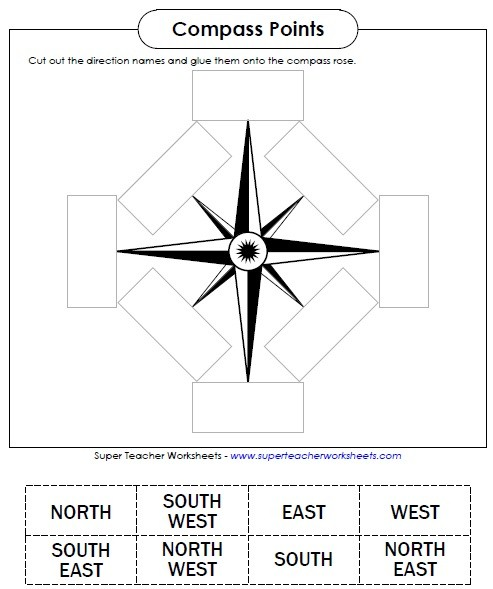 Compass Points
Cut out the direction names and glue them onto the compass rose.
Super Teacher Worksheets - www.superteacherworksheets.com
NORTH
SOUTH
WEST
EAST
WEST
SOUTH
EAST
NORTH
WEST
SOUTH
NORTH
EAST